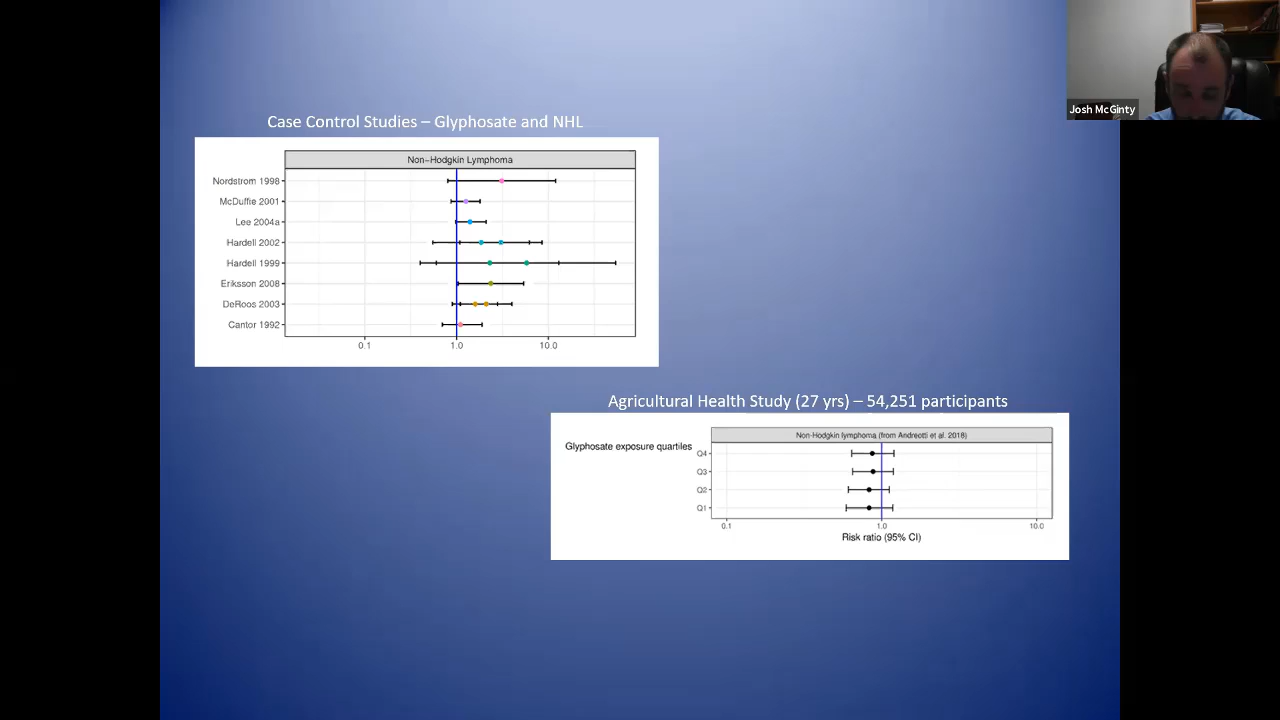 Josh McGinty
Case Control Studies – Glyphosate and NHL
Non−Hodgkin Lymphoma
Nordstrom 1998
McDuffie 2001
Lee 2004a
Hardell 2002
Hardell 1999
Eriksson 2008
DeRoos 2003
Cantor 1992
0.1 1.0 10.0
Agricultural Health Study (27 yrs) – 54,251 participants
Non-Hodgkin lymphoma (from Andreotti et al. 2018)
Glyphosate exposure quartiles
Q4
Q3
Q2
Q1
0.1 1.0 10.0
Risk ratio (95% CI)